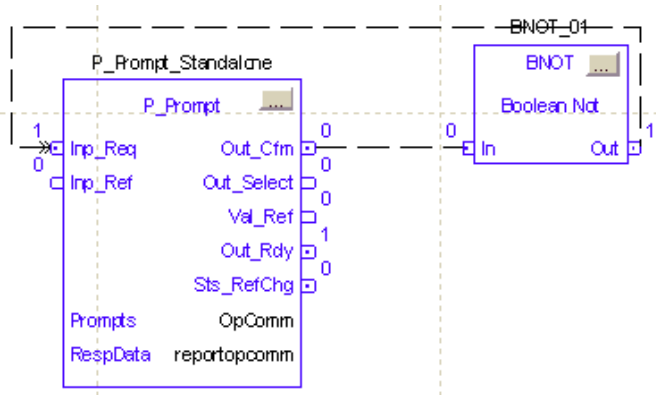 BNOT_01
P_Prompt_Standalone
BNOT ...
P_Prompt ...
Boolean Not
1 0 0 1
Inp_Req Out_Cfm In Out
0 0
Inp_Ref Out_Select
0
Val_Ref
1
Out_Rdy
0
Sts_RefChg
Prompts OpComm
RespData reportopcomm